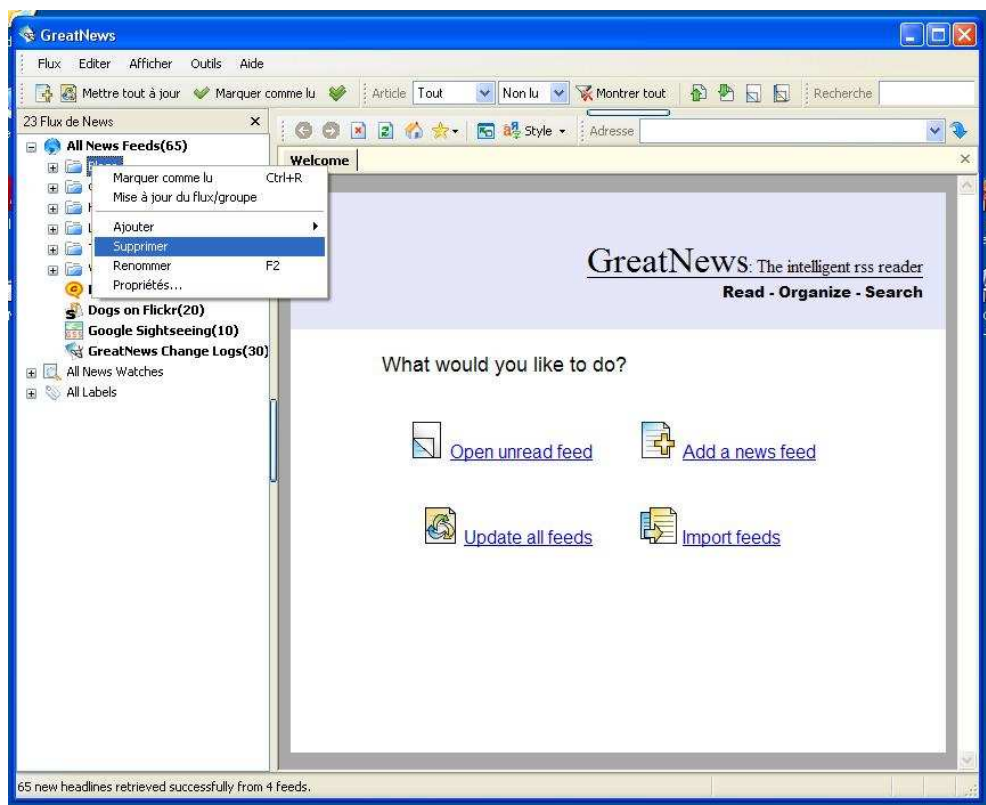 GreatNews
Flux Editer Afficher Outils Aide
Mettre tout à jour Marquer comme lu Article Tout Non lu Montrer tout Recherche
23 Flux de News
Style Adresse
All News Feeds(65)
Welcome
Marquer comme lu Ctrl+R
Mise à jour du flux/groupe
Ajouter
Supprimer
Renommer F2
Propriétés...
Dogs on Flickr(20)
Google Sightseeing(10)
GreatNews Change Logs(30)
All News Watches
All Labels
GreatNews: The intelligent rss reader
Read - Organize - Search
What would you like to do?
Open unread feed Add a news feed
Update all feeds Import feeds
65 new headlines retrieved successfully from 4 feeds.